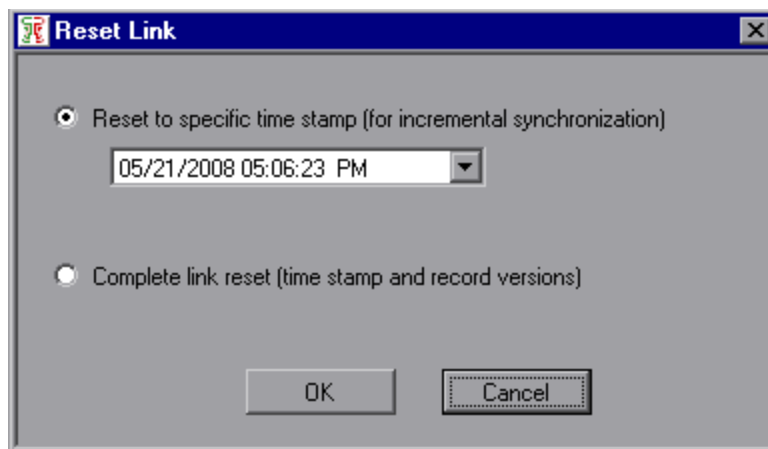 Reset Link
Reset to specific time stamp (for incremental synchronization)
05/21/2008 05:06:23 PM
Complete link reset (time stamp and record versions)
OK Cancel